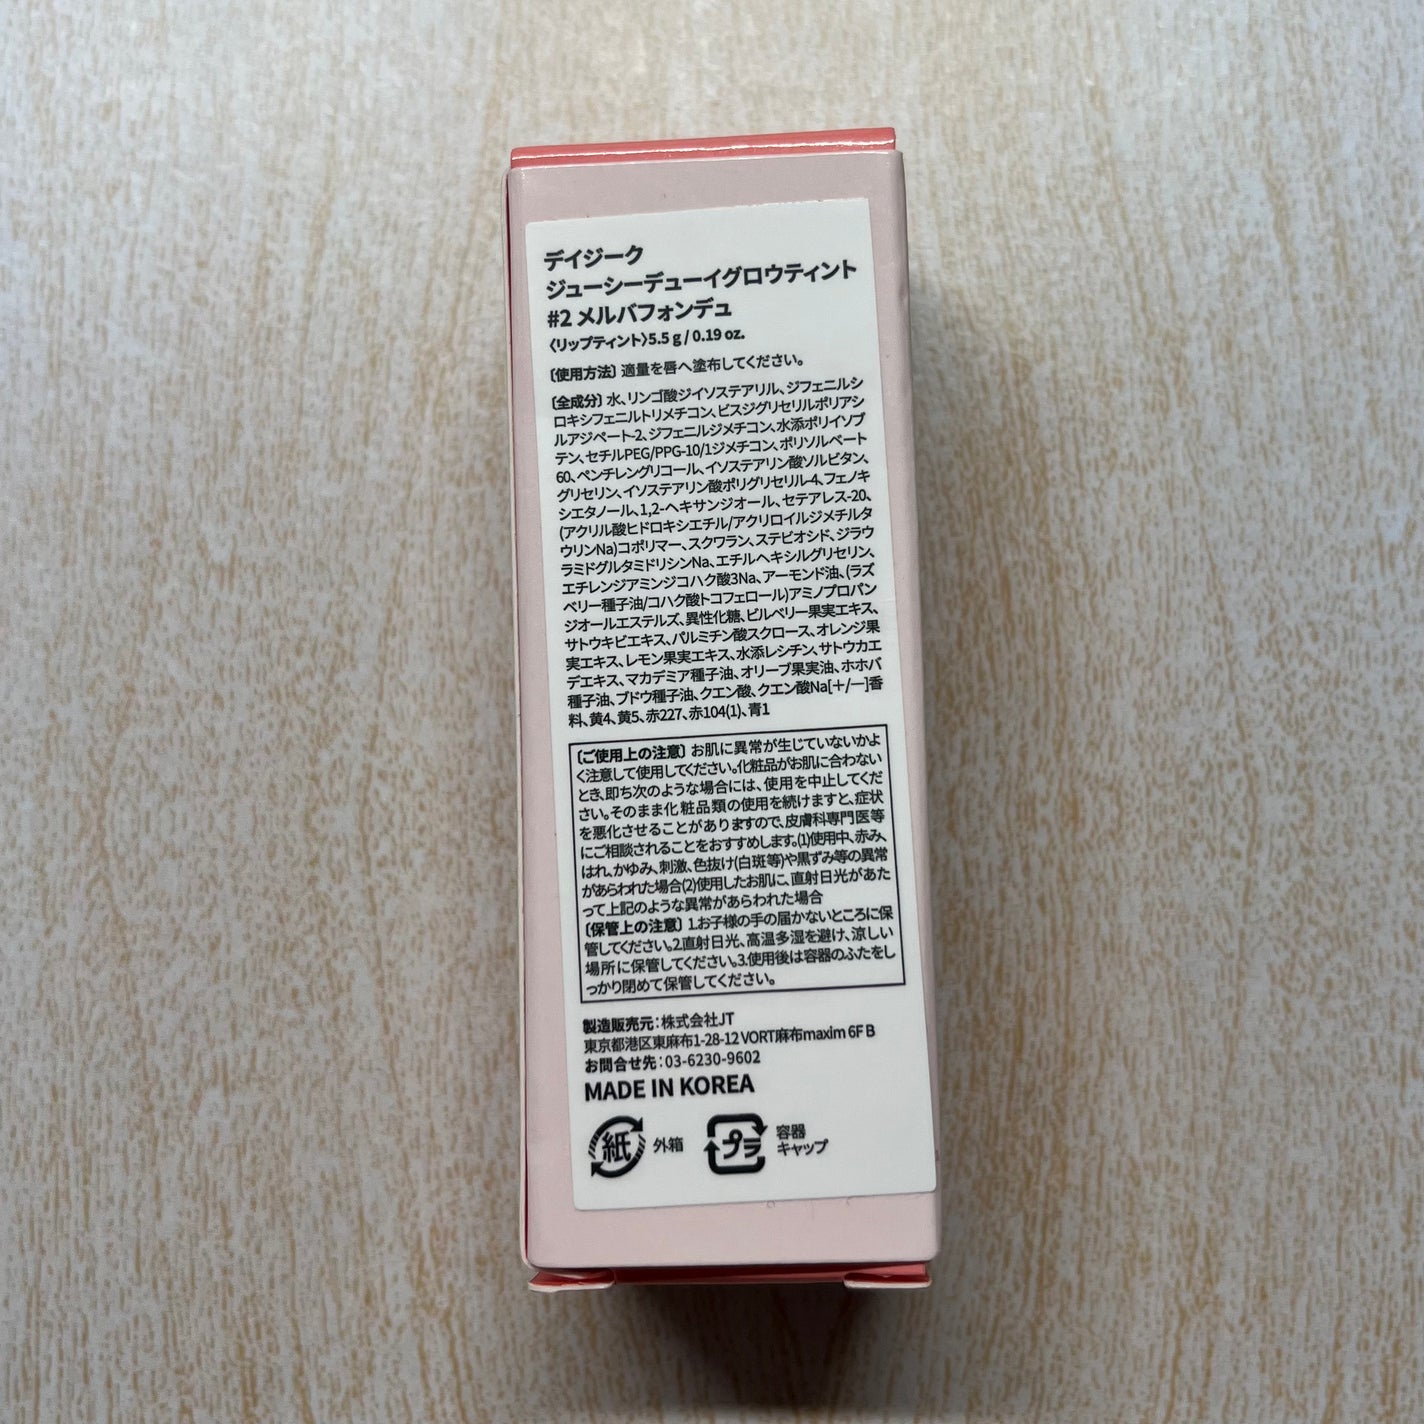 デイジーク
ジューシーデューイグロウティント
#2 メルバフォンデュ
〈リップティント〉5.5 g / 0.19 oz.
〔使用方法〕適量を唇へ塗布してください。
〔全成分〕水、リンゴ酸ジイソステアリル、ジフェニルシ
ロキシフェニルトリメチコン、ビスジグリセリルポリアシ
ルアジペート-2、ジフェニルジメチコン、水添ポリイソブ
テン、セチルPEG/PPG-10/1ジメチコン、ポリソルベート
60、ペンチレングリコール、イソステアリン酸ソルビタン、
グリセリン、イソステアリン酸ポリグリセリル-4、フェノキ
シエタノール、1,2-ヘキサンジオール、セテアレス-20、
(アクリル酸ヒドロキシエチル/アクリロイルジメチルタ
ウリンNa)コポリマー、スクワラン、ステビオシド、ジラウ
ラミドグルタミドリシンNa、エチルヘキシルグリセリン、
エチレンジアミンジコハク酸3Na、アーモンド油、(ラズ
ベリー種子油/コハク酸トコフェロール)アミノプロパン
ジオールエステルズ、異性化糖、ビルベリー果実エキス、
サトウキビエキス、パルミチン酸スクロース、オレンジ果
実エキス、レモン果実エキス、水添レシチン、サトウカエ
デエキス、マカデミア種子油、オリーブ果実油、ホホバ
種子油、ブドウ種子油、クエン酸、クエン酸Na[＋/－]香
料、黄4、黄5、赤227、赤104(1)、青1
〔ご使用上の注意〕お肌に異常が生じていないかよ
く注意して使用してください。化粧品がお肌に合わない
とき、即ち次のような場合には、使用を中止してくだ
さい。そのまま化粧品類の使用を続けますと、症状
を悪化させることがありますので、皮膚科専門医等
にご相談されることをおすすめします。(1)使用中、赤み、
はれ、かゆみ、刺激、色抜け(白斑等)や黒ずみ等の異常
があらわれた場合(2)使用したお肌に、直射日光があた
って上記のような異常があらわれた場合
〔保管上の注意〕1.お子様の手の届かないところに保
管してください。2.直射日光、高温多湿を避け、涼しい
場所に保管してください。3.使用後は容器のふたをし
っかり閉めて保管してください。
製造販売元：株式会社JT
東京都港区東麻布1-28-12 VORT麻布maxim 6F B
お問合せ先：03-6230-9602
MADE IN KOREA
紙 外箱 プラ 容器
キャップ